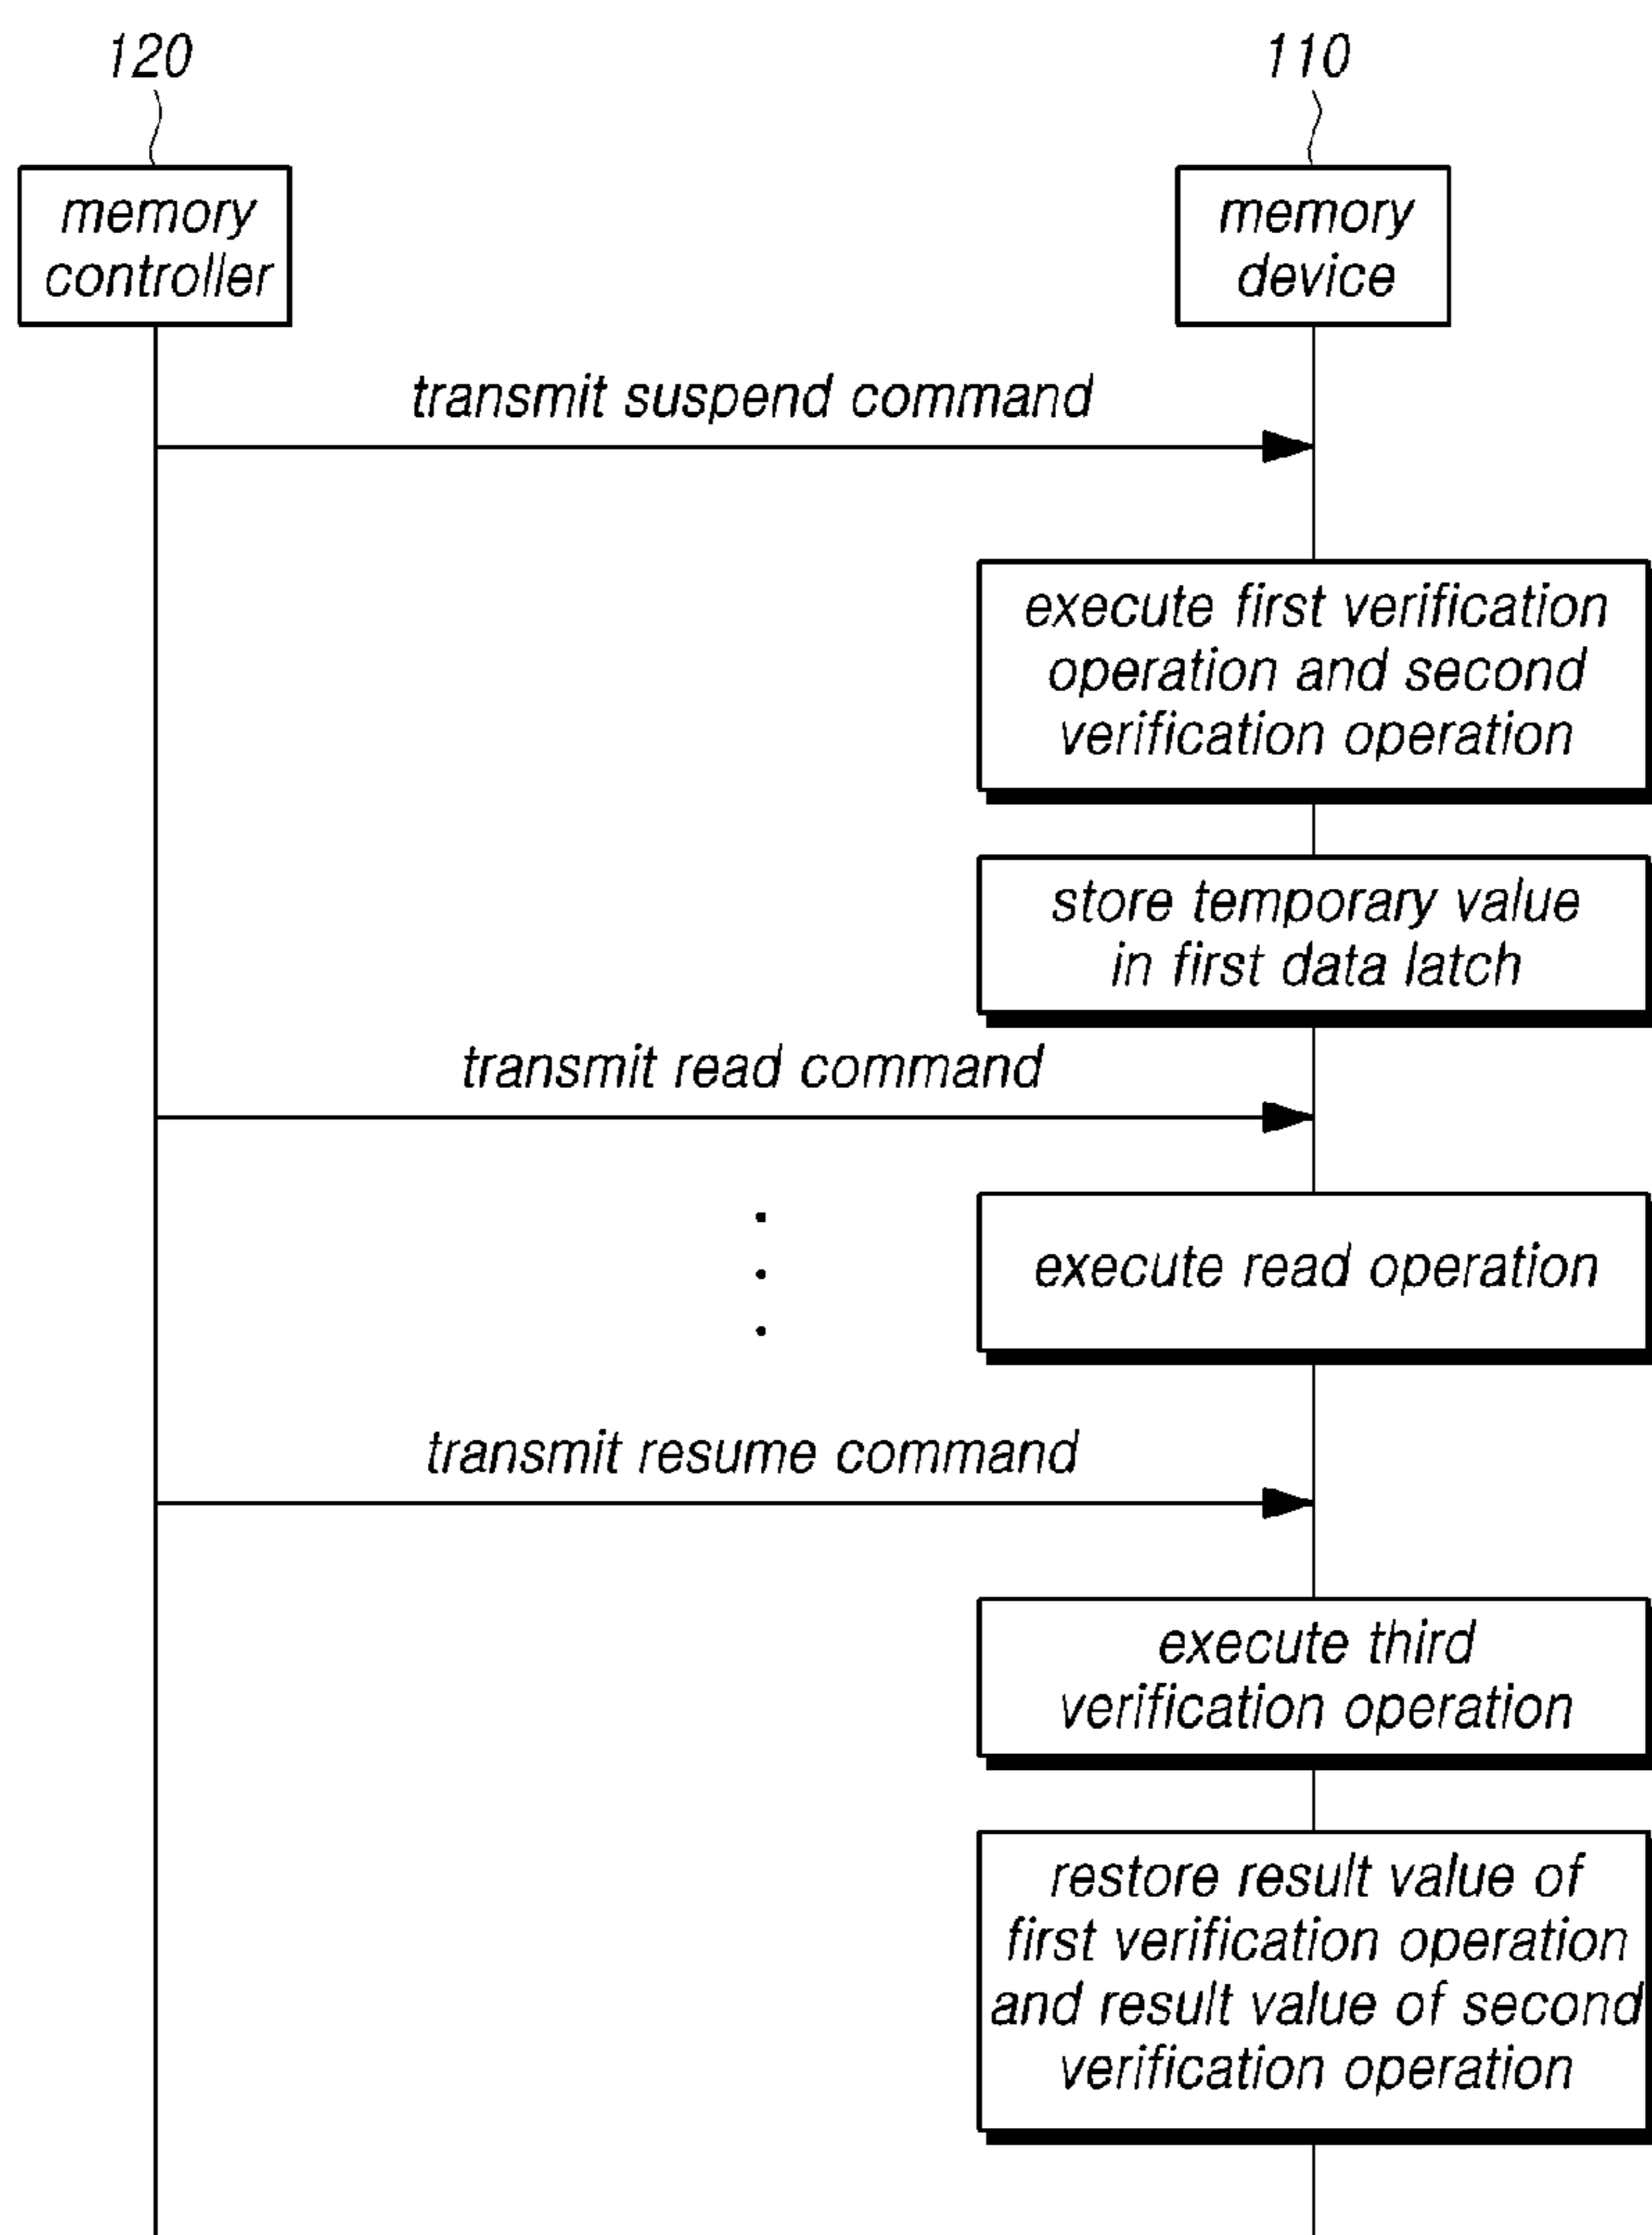 120
110
memory
controller
memory
device
transmit suspend command
execute first verification
operation and second
verification operation
store temporary value
in first data latch
transmit read command
execute read operation
transmit resume command
execute third
verification operation
restore result value of
first verification operation
and result value of second
verification operation